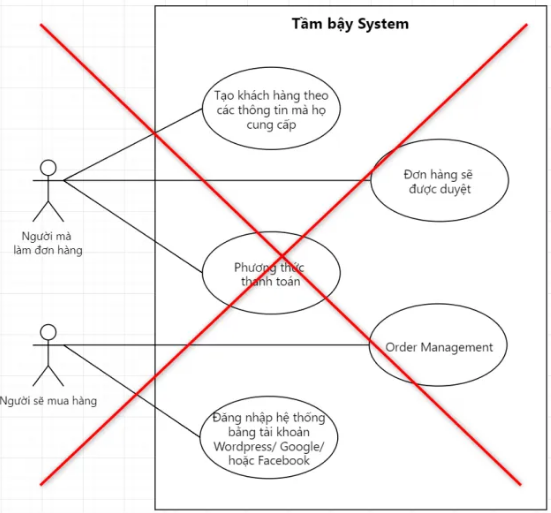 Tầm bậy System
Tạo khách hàng theo
các thông tin mà họ
cung cấp
Đơn hàng sẽ
được duyệt
Người mà
làm đơn hàng
Phương thức
thanh toán
Order Management
Người sẽ mua hàng
Đăng nhập hệ thống
bằng tài khoản
Wordpress/ Google/
hoặc Facebook